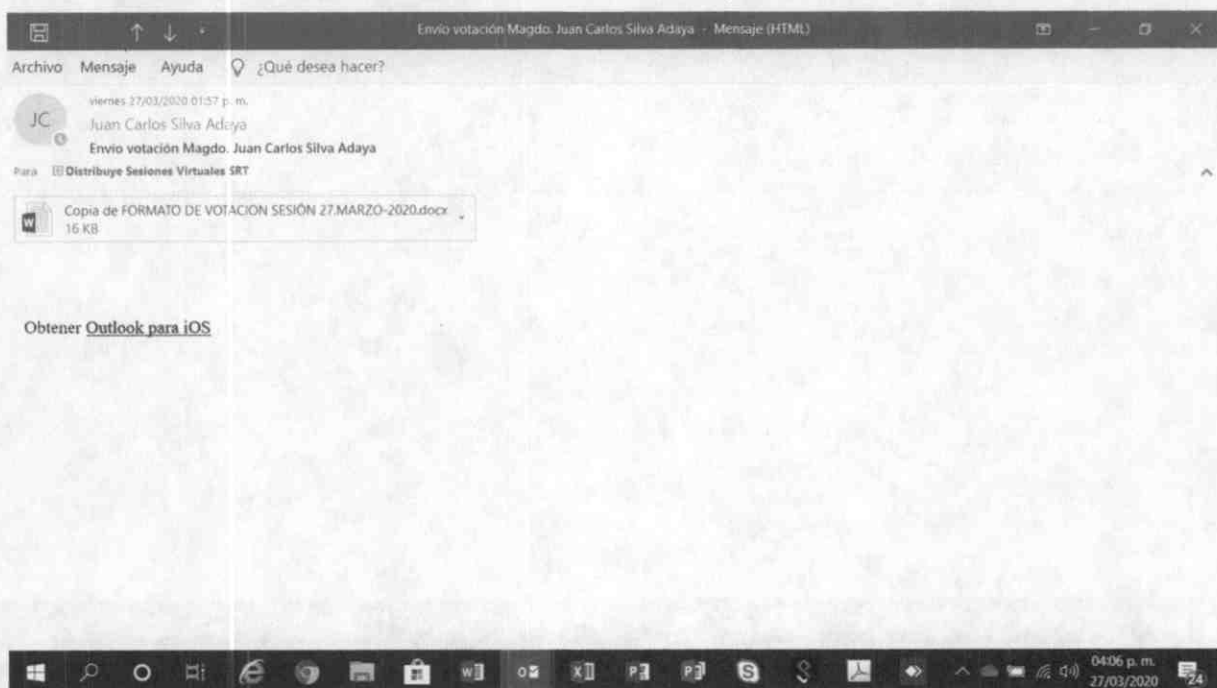 Envío votación Magdo. Juan Carlos Silva Adaya - Mensaje (HTML)
Archivo Mensaje Ayuda ¿Qué desea hacer?
viernes 27/03/2020 01:57 p. m.
JC
Juan Carlos Silva Adaya
Envio votación Magdo. Juan Carlos Silva Adaya
Para Distribuye Sesiones Virtuales SRT
Copia de FORMATO DE VOTACION SESIÓN 27.MARZO-2020.docx
16 KB
Obtener Outlook para iOS
04:06 p. m.
27/03/2020
24